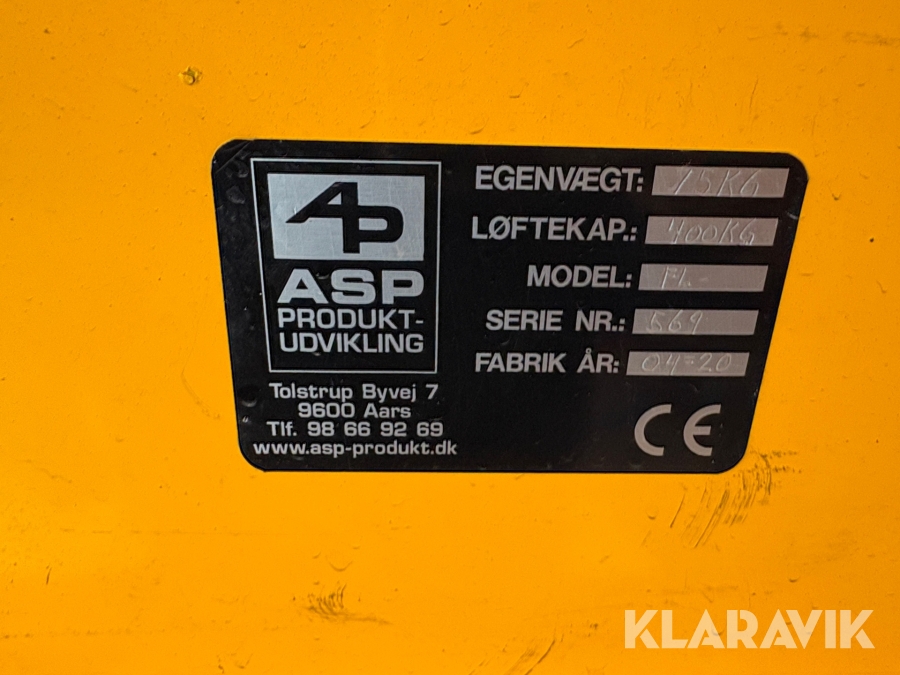 AP
ASP
PRODUKT-
UDVIKLING
Tolstrup Byvej 7
9600 Aars
Tlf. 98 66 92 69
www.asp-produkt.dk
EGENVÆGT: 75KG
LØFTEKAP.: 400KG
MODEL: FL.-
SERIE NR.: 569
FABRIK ÅR: 04-20
CE
KLARAVIK